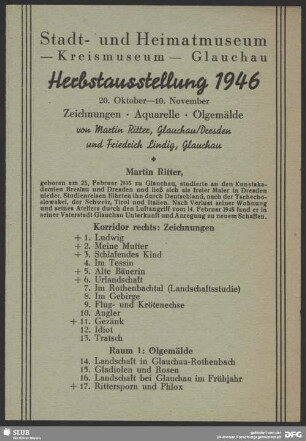 Stadt- und Heimatmuseum
— Kreismuseum — Glauchau
Herbstausstellung 1946
20. Oktober—10. November
Zeichnungen · Aquarelle · Olgemälde
von Martin Ritter, Glauchau/Dresden
und Friedrich Lindig, Glauchau
Martin Ritter,
geboren am 21. Februar 1905 zu Glauchau, studierte an den Kunstaka-
demien Breslau und Dresden und ließ sich als freier Maler in Dresden
nieder. Studienreisen führten ihn durch Deutschland, nach der Tschecho-
slowakei, der Schweiz, Tirol und Italien. Nach Verlust seiner Wohnung
und seines Ateliers durch den Luftangriff vom 14. Februar 1945 fand er in
seiner Vaterstadt Glauchau Unterkunft und Anregung zu neuem Schaffen.
Korridor rechts: Zeichnungen
+ 1. Ludwig
+ 2. Meine Mutter
+ 3. Schlafendes Kind
4. Im Tessin
+ 5. Alte Bäuerin
+ 6. Urlandschaft
7. Im Rothenbachtal (Landschaftsstudie)
8. Im Gebirge
9. Flug- und Krötenechse
10. Angler
+ 11. Gezänk
12. Idiot
13. Tratsch
Raum 1: Olgemälde
14. Landschaft in Glauchau-Rothenbach
15. Gladiolen und Rosen
16. Landschaft bei Glauchau im Frühjahr
+ 17. Rittersporn und Phlox
SLUB
DFG